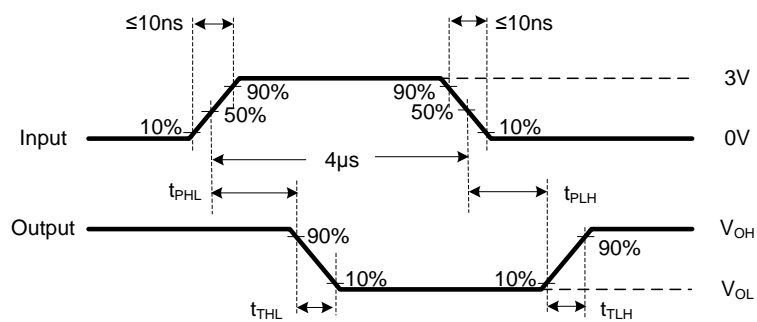 ≤10ns ≤10ns
3V
90% 90%
50% 50%
Input 10% 10% 0V
4µs
tPHL tPLH
Output VOH
90% 90%
10% 10% VOL
tTHL tTLH